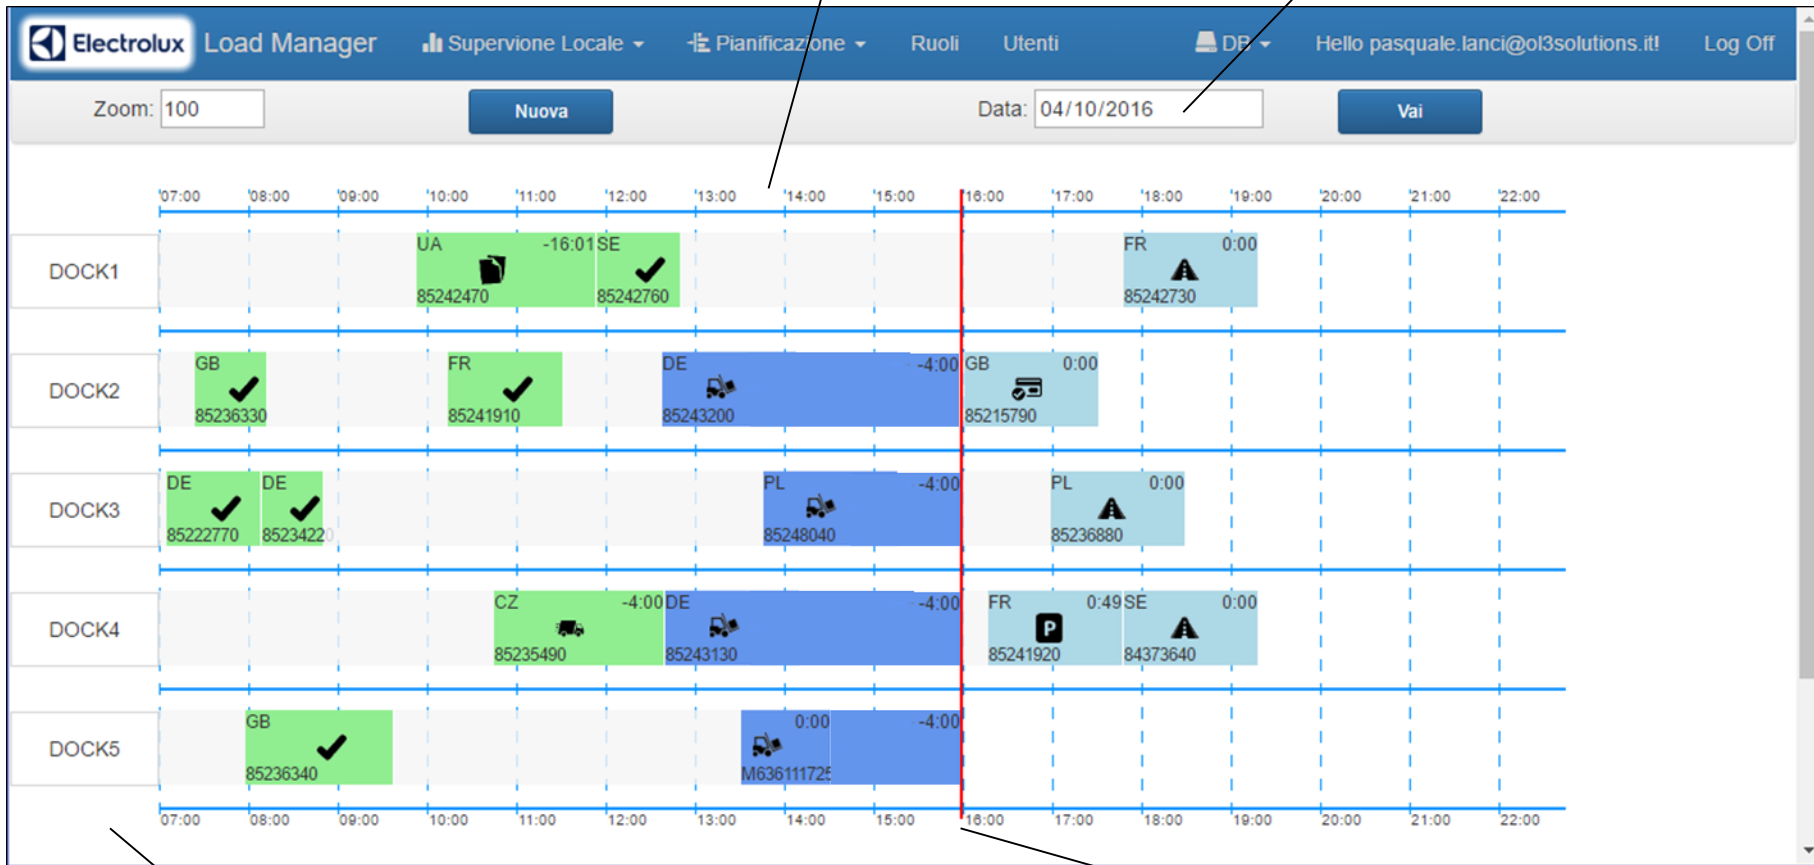 Electrolux Load Manager Supervione Locale Pianificazione Ruoli Utenti DB Hello pasquale.lanci@ol3solutions.it! Log Off
Zoom: 100 Nuova Data: 04/10/2016 Vai
07:00 08:00 09:00 10:00 11:00 12:00 13:00 14:00 15:00 16:00 17:00 18:00 19:00 20:00 21:00 22:00
UA -16:01 SE FR 0:00
DOCK1
85242470 85242760 85242730
GB FR DE -4:00 GB 0:00
DOCK2
85236330 85241910 85243200 85215790
DE DE PL -4:00 PL 0:00
DOCK3
85222770 85234220 85248040 85236880
CZ -4:00 DE -4:00 FR 0:49 SE 0:00
DOCK4
P
85235490 85243130 85241920 84373640
GB 0:00 -4:00
DOCK5
85236340 M636111725
07:00 08:00 09:00 10:00 11:00 12:00 13:00 14:00 15:00 16:00 17:00 18:00 19:00 20:00 21:00 22:00